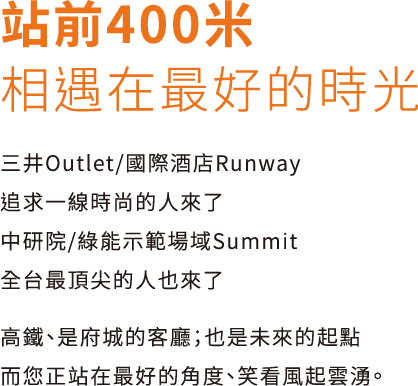 站前400米
相遇在最好的時光
三井Outlet/國際酒店Runway
追求一線時尚的人來了
中研院/綠能示範場域Summit
全台最頂尖的人也來了
高鐵、是府城的客廳；也是未來的起點
而您正站在最好的角度、笑看風起雲湧。